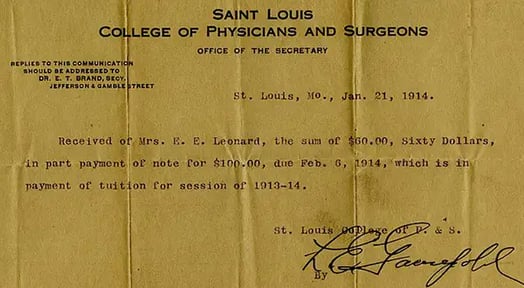 SAINT LOUIS
COLLEGE OF PHYSICIANS AND SURGEONS
OFFICE OF THE SECRETARY
REPLIES TO THIS COMMUNICATION
SHOULD BE ADDRESSED TO
DR. E. T. BRAND, SECY.
JEFFERSON & GAMBLE STREET
St. Louis, Mo., Jan. 21, 1914.
Received of Mrs. E. E. Leonard, the sum of $60.00, Sixty Dollars,
in part payment of note for $100.00, due Feb. 6, 1914, which is in
payment of tuition for session of 1913-14.
St. Louis College of P. & S.
By